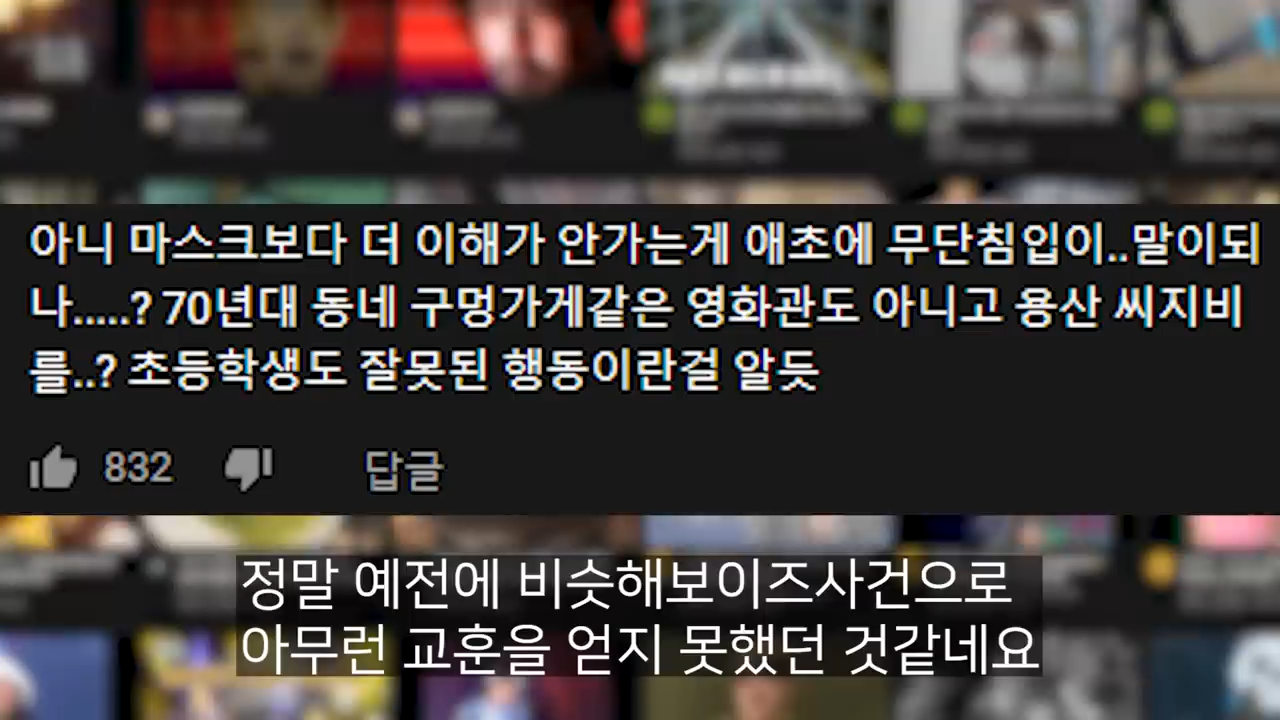 아니 마스크보다 더 이해가 안가는게 애초에 무단침입이..말이되
나.....? 70년대 동네 구멍가게같은 영화관도 아니고 용산 씨지비
를..? 초등학생도 잘못된 행동이란걸 알듯
832 답글
정말 예전에 비슷해보이즈사건으로
아무런 교훈을 얻지 못했던 것같네요